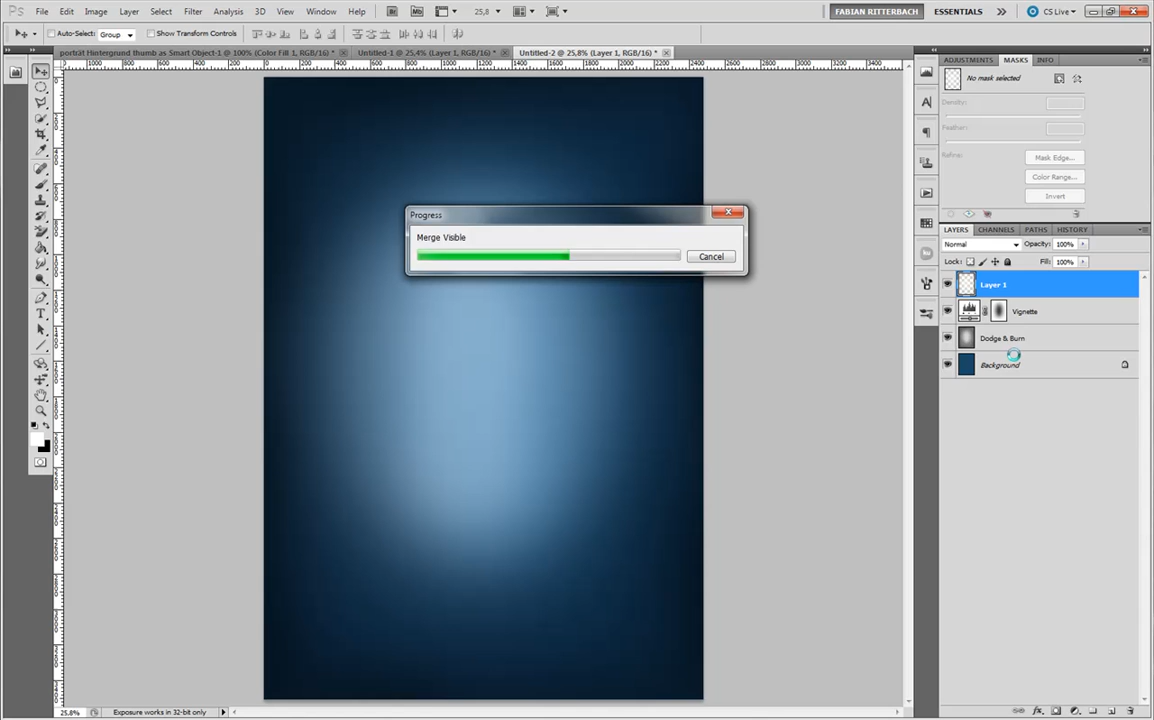 Ps File Edit Image Layer Select Filter Analysis 3D View Window Help Br Mb 25,8 FABIAN RITTERBACH ESSENTIALS CS Live
Auto-Select: Group Show Transform Controls
porträt Hintergrund thumb as Smart Object-1 @ 100% (Color Fill 1, RGB/16) * Untitled-1 @ 25,4% (Layer 1, RGB/16) * Untitled-2 @ 25,8% (Layer 1, RGB/16) *
ADJUSTMENTS MASKS INFO
No mask selected
Density:
Feather:
Refine: Mask Edge...
Color Range...
Invert
Progress
Merge Visible
Cancel
LAYERS CHANNELS PATHS HISTORY
Normal Opacity: 100%
Lock: Fill: 100%
Layer 1
Vignette
Dodge & Burn
Background
25.8% Exposure works in 32-bit only